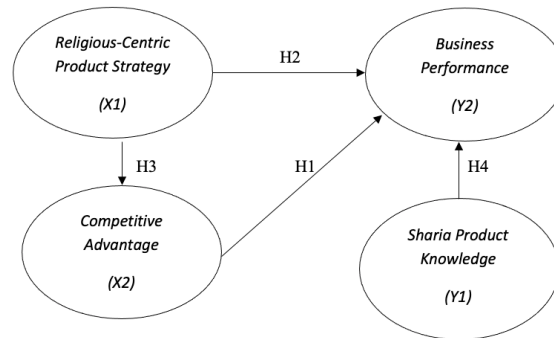 Religious-Centric
Product Strategy
(X1)
H2
Business
Performance
(Y2)
H3
H1
H4
Competitive
Advantage
(X2)
Sharia Product
Knowledge
(Y1)